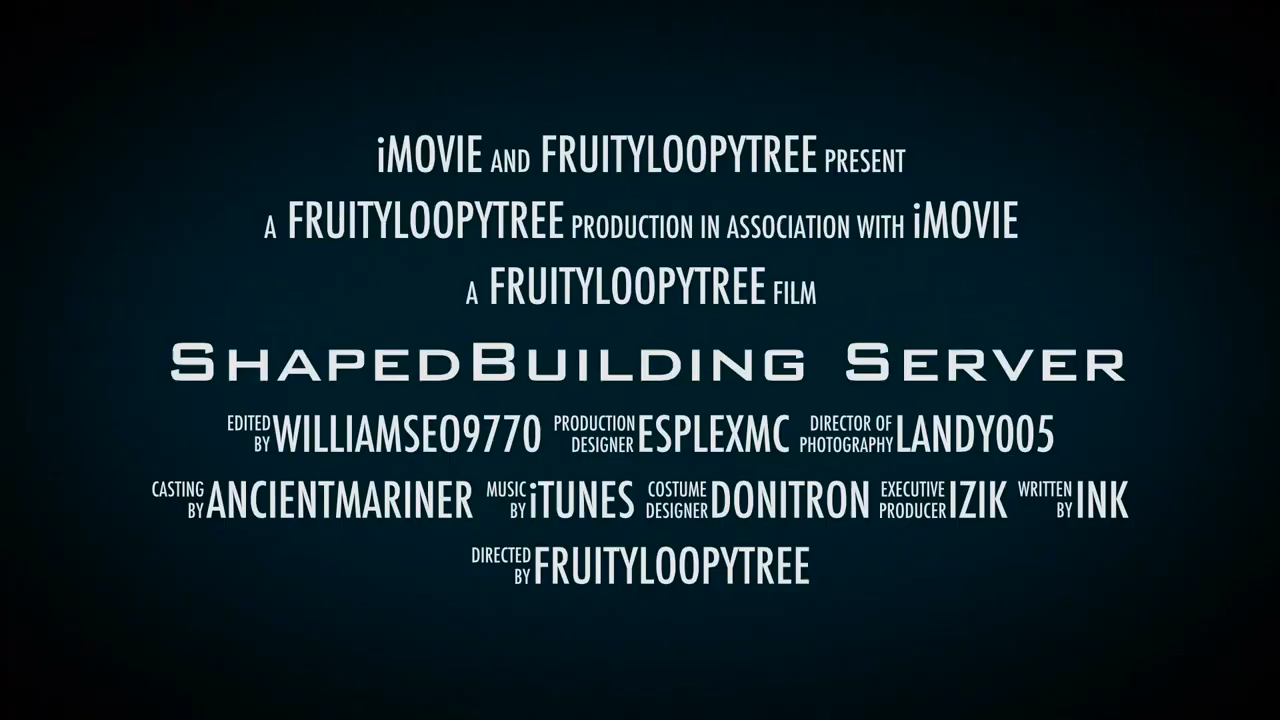 iMOVIE AND FRUITYLOOPYTREE PRESENT
A FRUITYLOOPYTREE PRODUCTION IN ASSOCIATION WITH iMOVIE
A FRUITYLOOPYTREE FILM
SHAPEDBUILDING SERVER
EDITED BY WILLIAMSEO9770 PRODUCTION DESIGNER ESPLEXMC DIRECTOR OF PHOTOGRAPHY LANDY005
CASTING BY ANCIENTMARINER MUSIC BY iTUNES COSTUME DESIGNER DONITRON EXECUTIVE PRODUCER IZIK WRITTEN BY INK
DIRECTED BY FRUITYLOOPYTREE